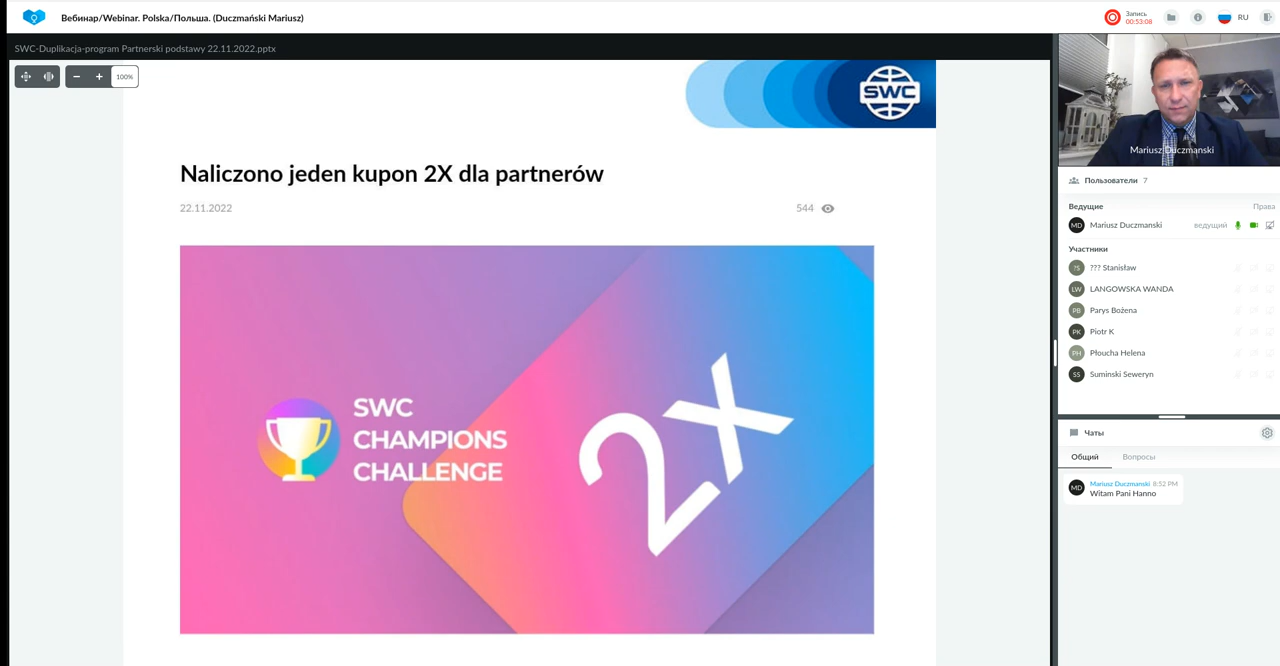 Вебинар/Webinar. Polska/Польша. (Duczmański Mariusz)
Запись
00:53:08
RU
SWC-Duplikacja-program Partnerski podstawy 22.11.2022.pptx
100%
SWC
Naliczono jeden kupon 2X dla partnerów
22.11.2022
544
SWC
CHAMPIONS
CHALLENGE
2X
Mariusz Duczmanski
Пользователи 7
Ведущие Права
MD Mariusz Duczmanski ведущий
Участники
?S ??? Stanisław
LW LANGOWSKA WANDA
PB Parys Bożena
PK Piotr K
PH Płoucha Helena
SS Suminski Seweryn
Чаты
Общий Вопросы
MD Mariusz Duczmanski 8:52 PM
Witam Pani Hanno